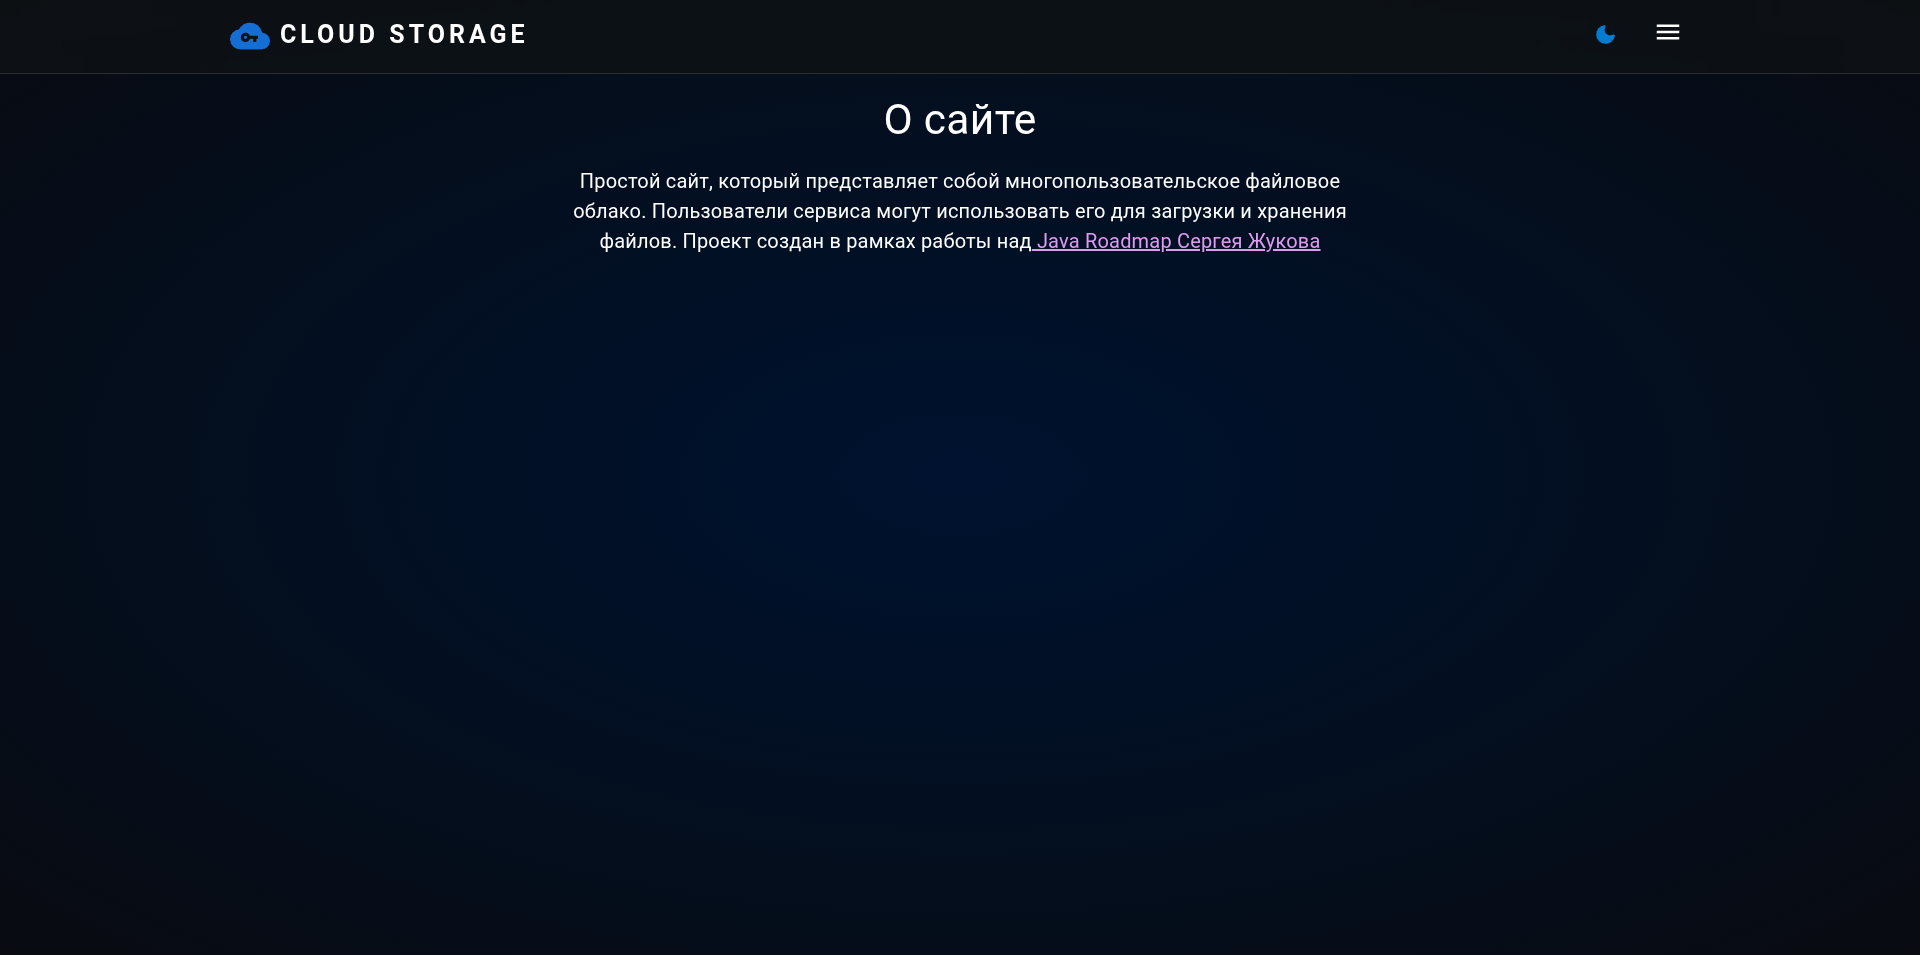 CLOUD STORAGE
О сайте
Простой сайт, который представляет собой многопользовательское файловое
облако. Пользователи сервиса могут использовать его для загрузки и хранения
файлов. Проект создан в рамках работы над Java Roadmap Сергея Жукова